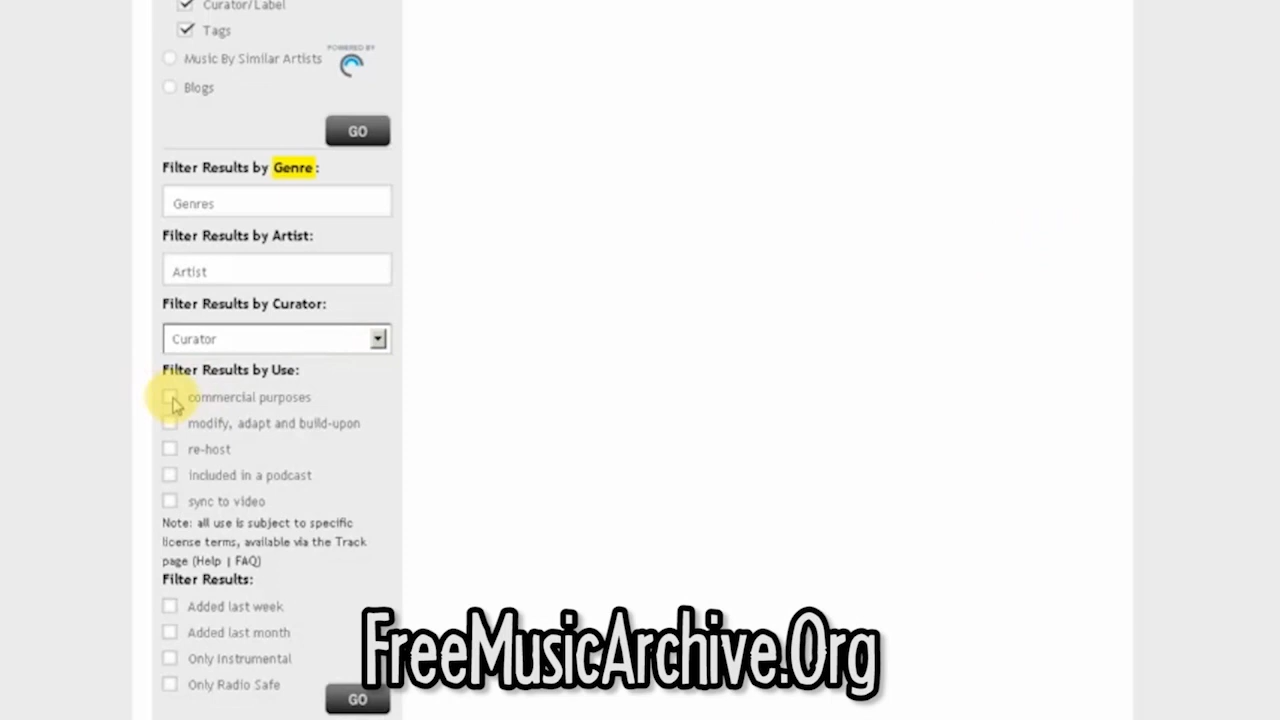 Curator/Label
Tags
POWERED BY
Music By Similar Artists
Blogs
GO
Filter Results by Genre:
Genres
Filter Results by Artist:
Artist
Filter Results by Curator:
Curator
Filter Results by Use:
commercial purposes
modify, adapt and build-upon
re-host
included in a podcast
sync to video
Note: all use is subject to specific
license terms, available via the Track
page (Help | FAQ)
Filter Results:
Added last week
Added last month
Only Instrumental
Only Radio Safe
GO
FreeMusicArchive.Org